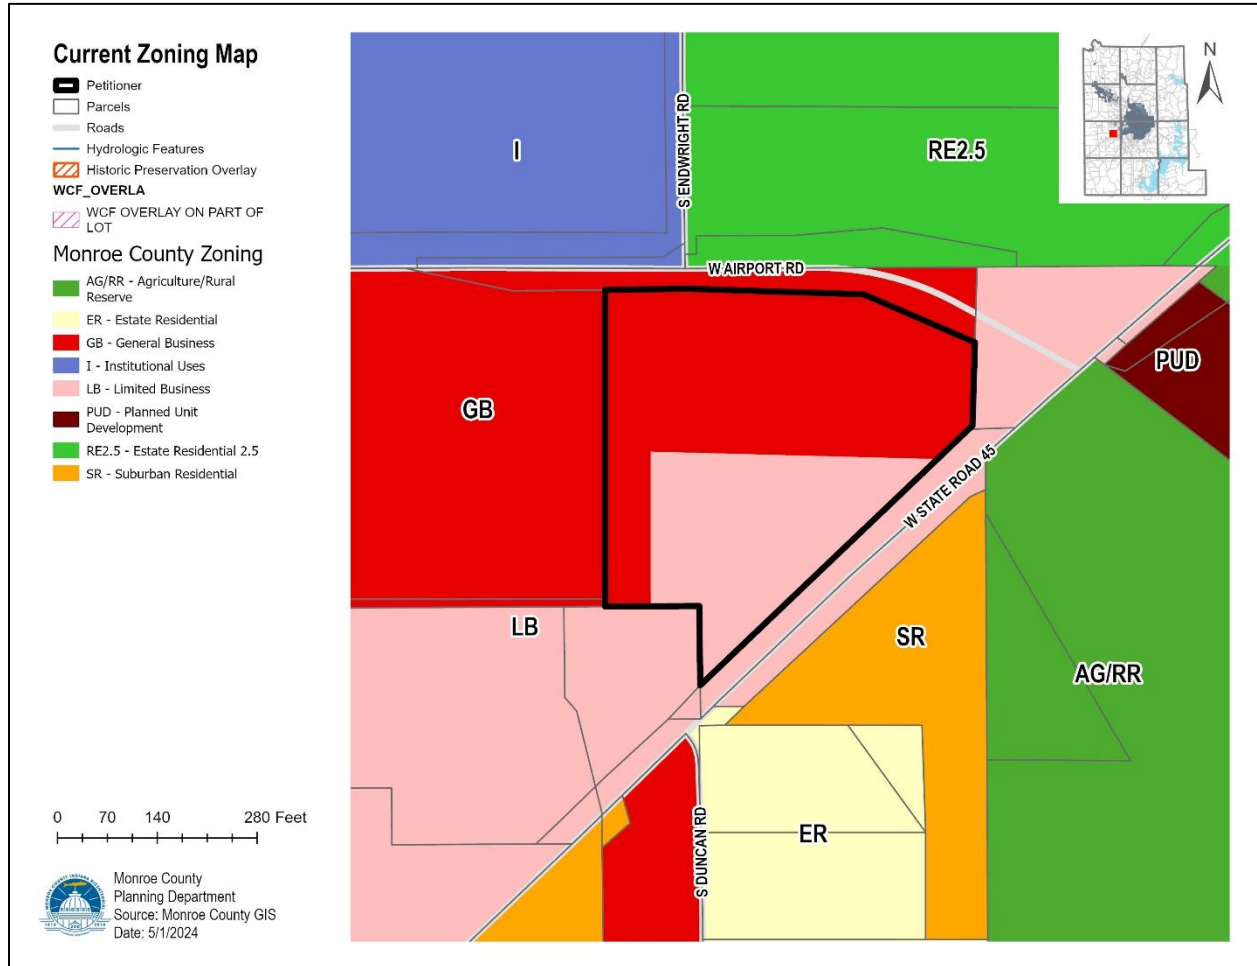 Current Zoning Map
Petitioner
Parcels
Roads
Hydrologic Features
Historic Preservation Overlay
WCF_OVERLA
WCF OVERLAY ON PART OF
LOT
Monroe County Zoning
AG/RR - Agriculture/Rural
Reserve
ER - Estate Residential
GB - General Business
I - Institutional Uses
LB - Limited Business
PUD - Planned Unit
Development
RE2.5 - Estate Residential 2.5
SR - Suburban Residential
0 70 140 280 Feet
Monroe County
Planning Department
Source: Monroe County GIS
Date: 5/1/2024
N
I
S ENDWRIGHT RD
RE2.5
W AIRPORT RD
PUD
GB
W STATE ROAD 45
LB
SR
AG/RR
S DUNCAN RD
ER